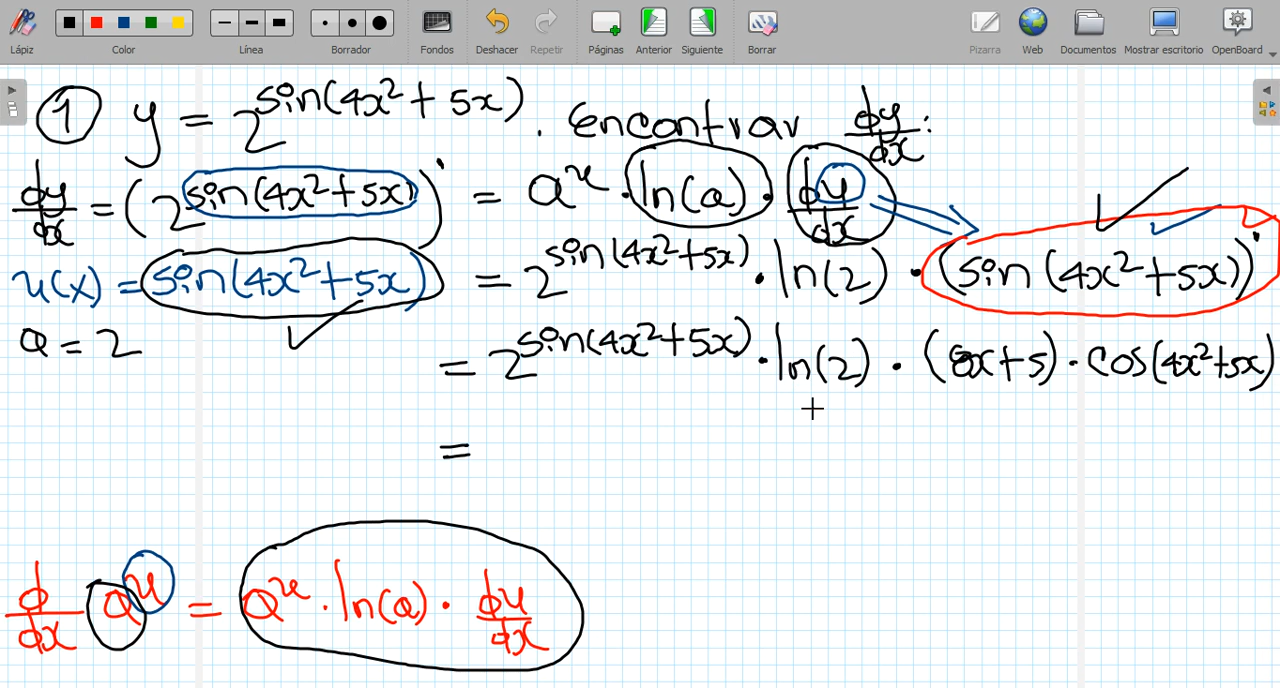 Lápiz Color Línea Borrador Fondos Deshacer Repetir Páginas Anterior Siguiente Borrar Pizarra Web Documentos Mostrar escritorio OpenBoard
① y = 2^sin(4x²+5x). Encontrar dy/dx:
dy/dx = (2^sin(4x²+5x))' = a^u · ln(a) · du/dx
u(x) = sin(4x²+5x) = 2^sin(4x²+5x) · ln(2) · (sin(4x²+5x))'
a = 2 = 2^sin(4x²+5x) · ln(2) · (8x+5) · cos(4x²+5x)
=
d/dx a^u = a^u · ln(a) · du/dx